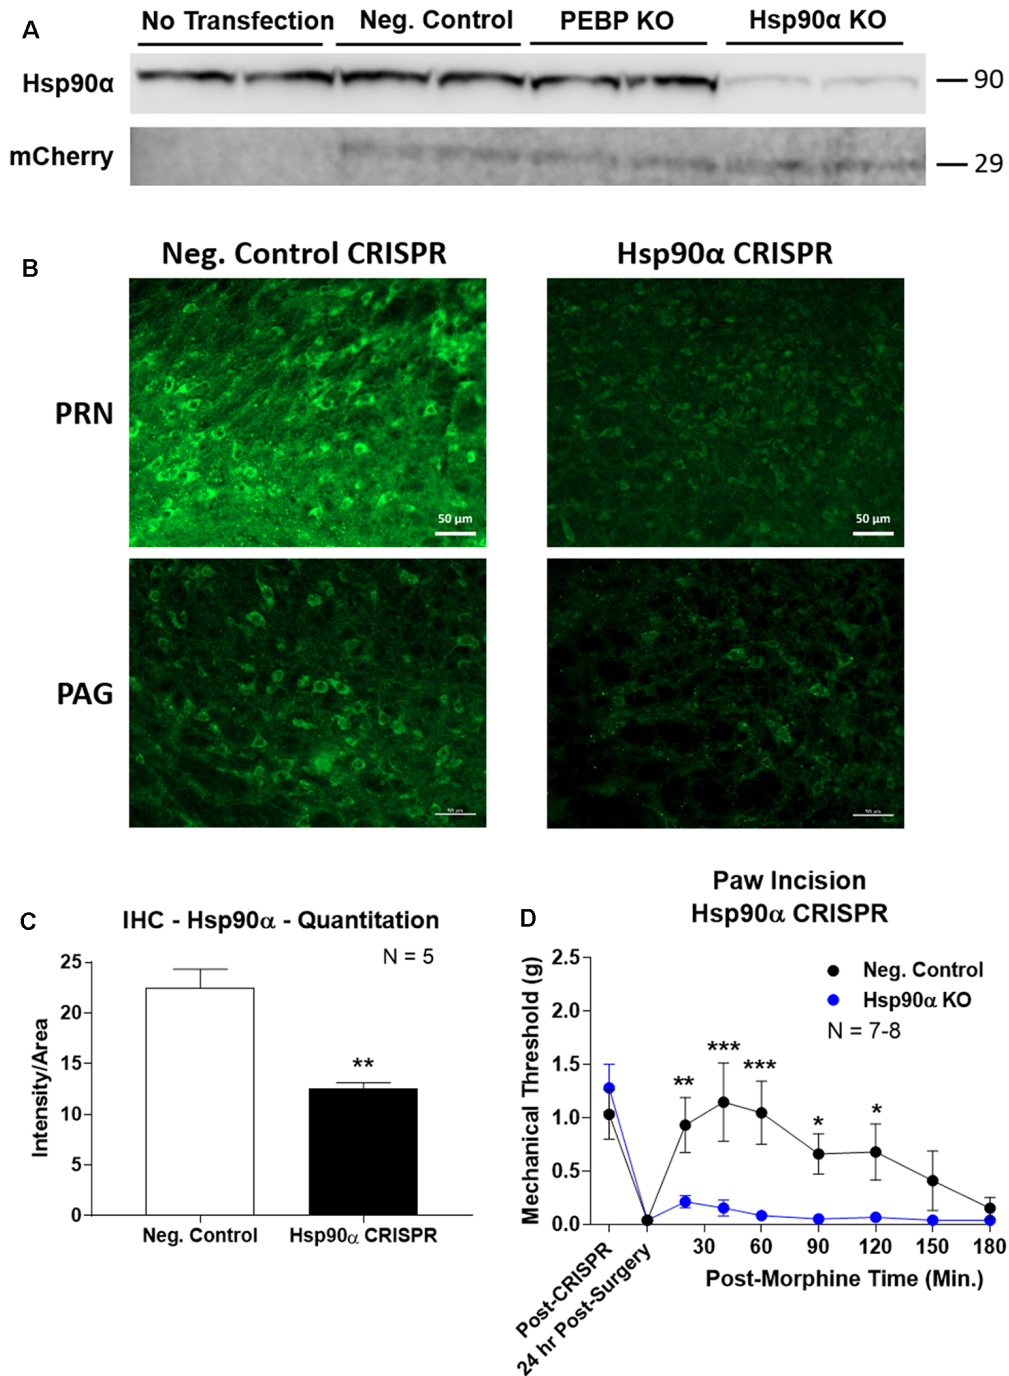 A
No Transfection
Neg. Control
PEBP KO
Hsp90α KO
Hsp90α
90
mCherry
29
B
Neg. Control CRISPR
Hsp90α CRISPR
PRN
50 µm
50 µm
PAG
50 µm
50 µm
C
IHC - Hsp90α - Quantitation
N = 5
Intensity/Area
25
20
15
10
5
0
**
Neg. Control
Hsp90α CRISPR
D
Paw Incision
Hsp90α CRISPR
Mechanical Threshold (g)
2.5
2.0
1.5
1.0
0.5
0.0
Neg. Control
Hsp90α KO
N = 7-8
**
***
***
*
*
Post-CRISPR
24 hr Post-Surgery
30
60
90
120
150
180
Post-Morphine Time (Min.)